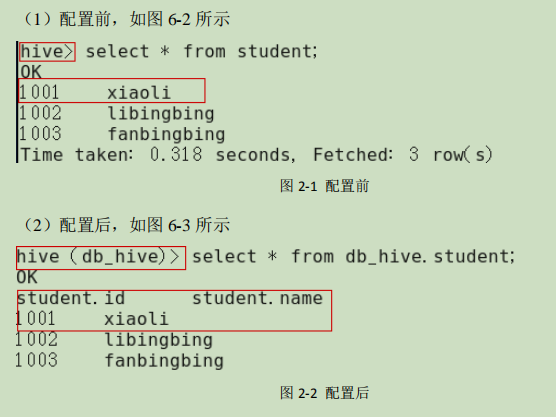 （1）配置前，如图 6-2 所示
hive> select * from student;
OK
1001    xiaoli
1002    libingbing
1003    fanbingbing
Time taken: 0.318 seconds, Fetched: 3 row(s)
图 2-1 配置前
（2）配置后，如图 6-3 所示
hive (db_hive)> select * from db_hive.student;
OK
student.id    student.name
1001    xiaoli
1002    libingbing
1003    fanbingbing
图 2-2 配置后